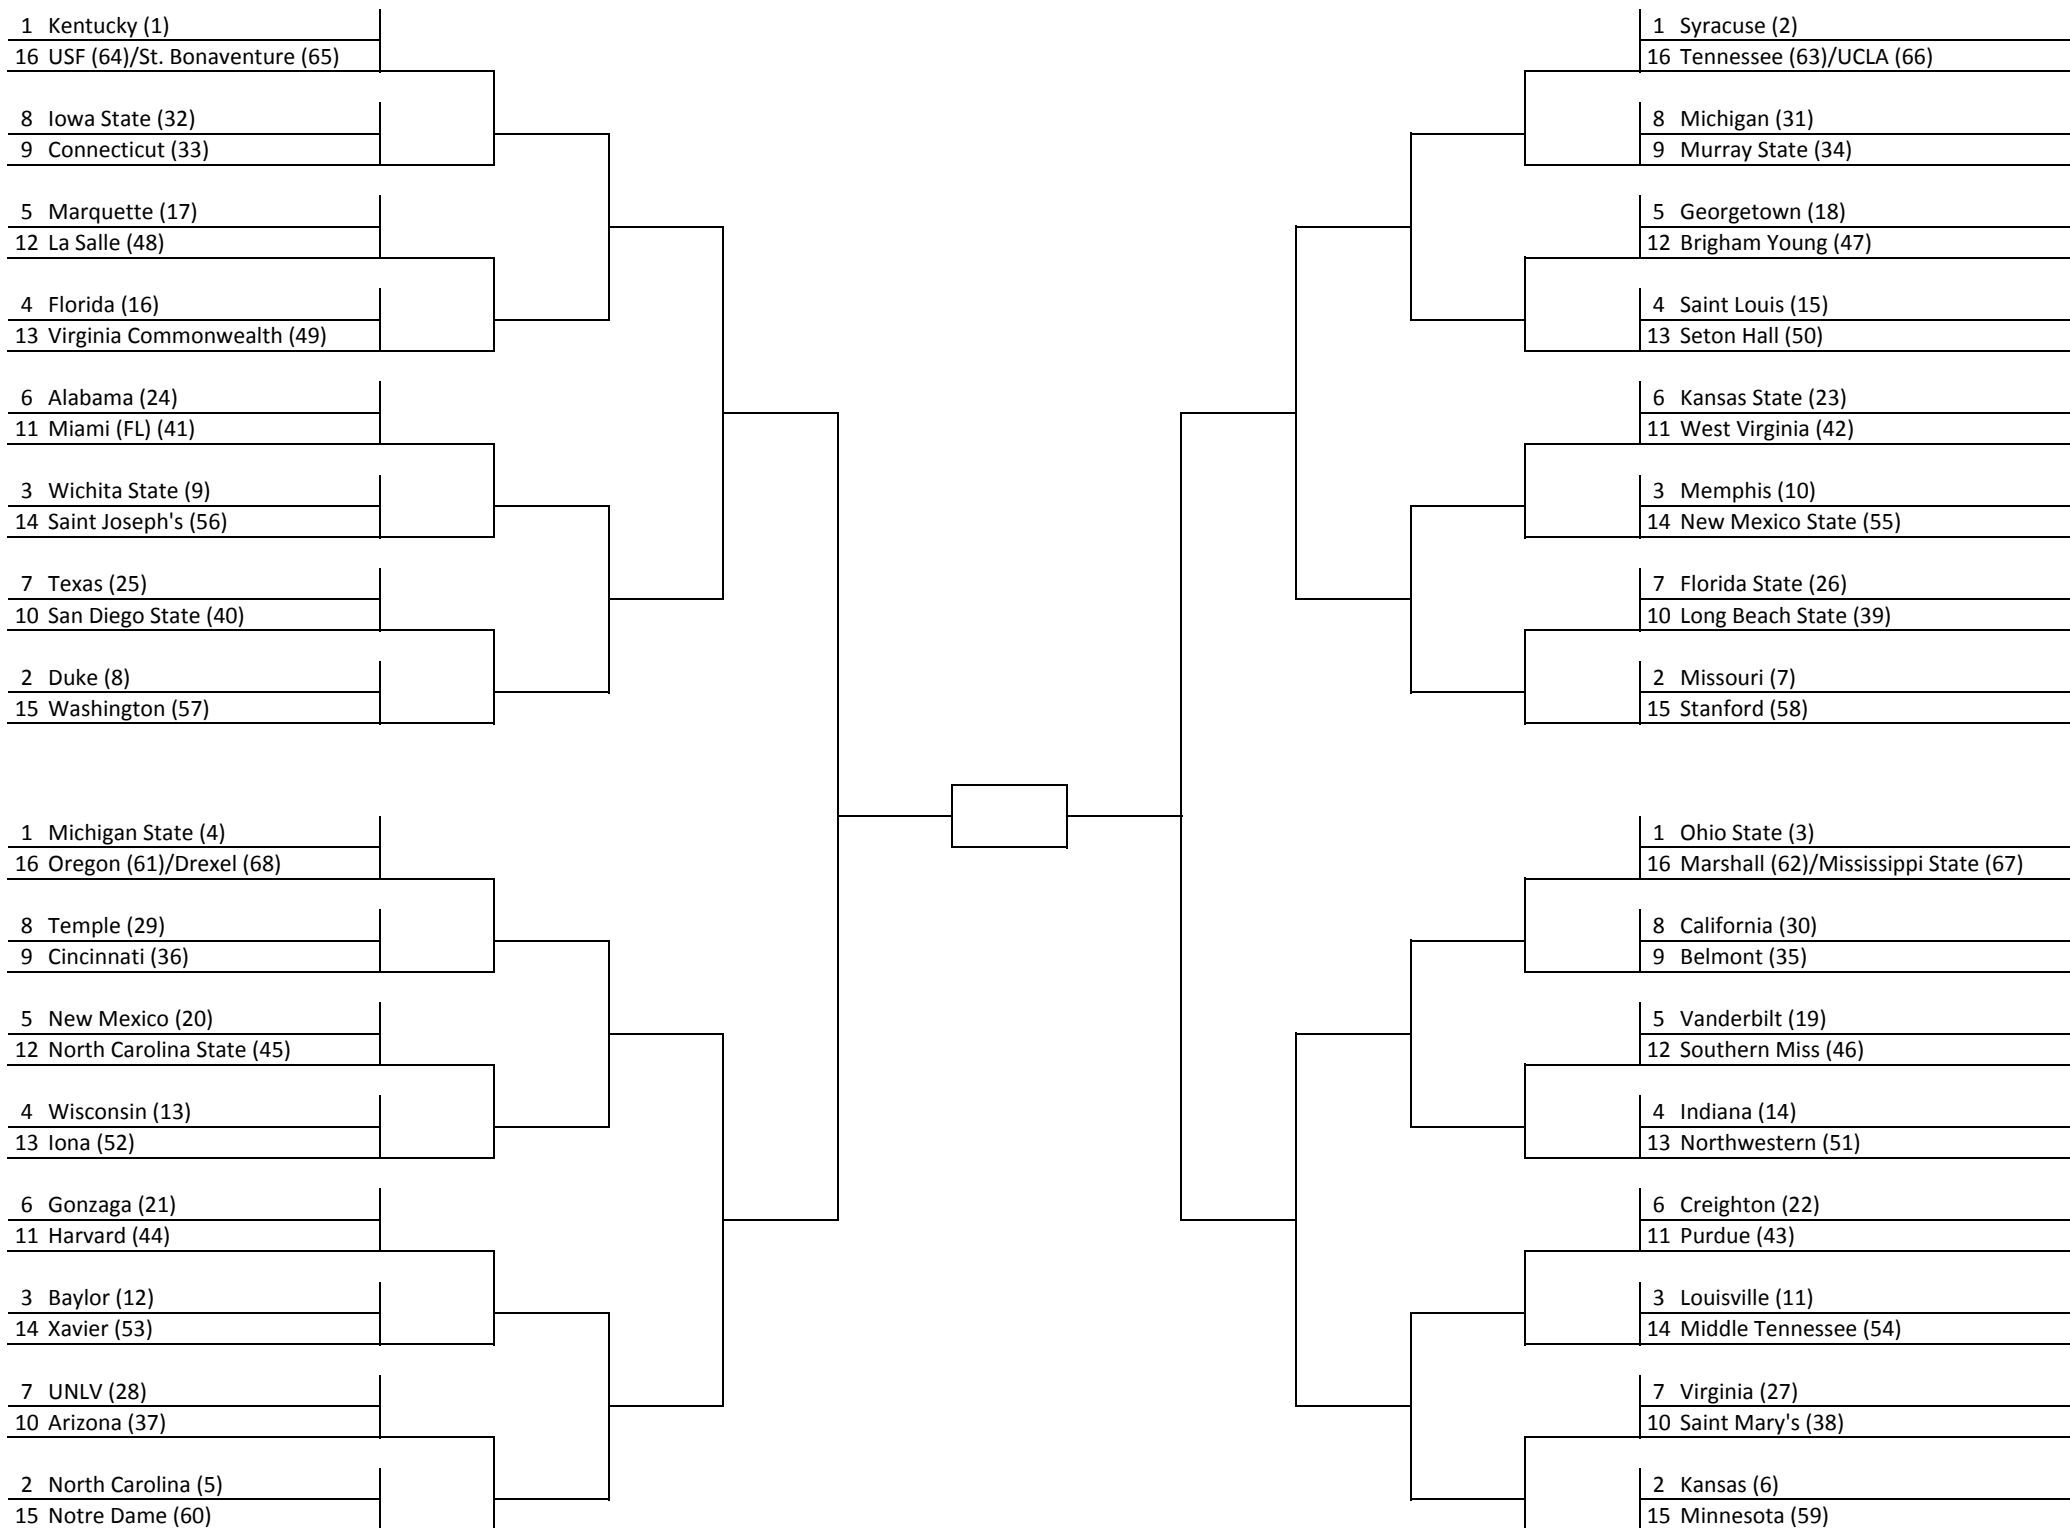 1 Kentucky (1)
16 USF (64)/St. Bonaventure (65)
8 Iowa State (32)
9 Connecticut (33)
5 Marquette (17)
12 La Salle (48)
4 Florida (16)
13 Virginia Commonwealth (49)
6 Alabama (24)
11 Miami (FL) (41)
3 Wichita State (9)
14 Saint Joseph's (56)
7 Texas (25)
10 San Diego State (40)
2 Duke (8)
15 Washington (57)
1 Michigan State (4)
16 Oregon (61)/Drexel (68)
8 Temple (29)
9 Cincinnati (36)
5 New Mexico (20)
12 North Carolina State (45)
4 Wisconsin (13)
13 Iona (52)
6 Gonzaga (21)
11 Harvard (44)
3 Baylor (12)
14 Xavier (53)
7 UNLV (28)
10 Arizona (37)
2 North Carolina (5)
15 Notre Dame (60)
1 Syracuse (2)
16 Tennessee (63)/UCLA (66)
8 Michigan (31)
9 Murray State (34)
5 Georgetown (18)
12 Brigham Young (47)
4 Saint Louis (15)
13 Seton Hall (50)
6 Kansas State (23)
11 West Virginia (42)
3 Memphis (10)
14 New Mexico State (55)
7 Florida State (26)
10 Long Beach State (39)
2 Missouri (7)
15 Stanford (58)
1 Ohio State (3)
16 Marshall (62)/Mississippi State (67)
8 California (30)
9 Belmont (35)
5 Vanderbilt (19)
12 Southern Miss (46)
4 Indiana (14)
13 Northwestern (51)
6 Creighton (22)
11 Purdue (43)
3 Louisville (11)
14 Middle Tennessee (54)
7 Virginia (27)
10 Saint Mary's (38)
2 Kansas (6)
15 Minnesota (59)